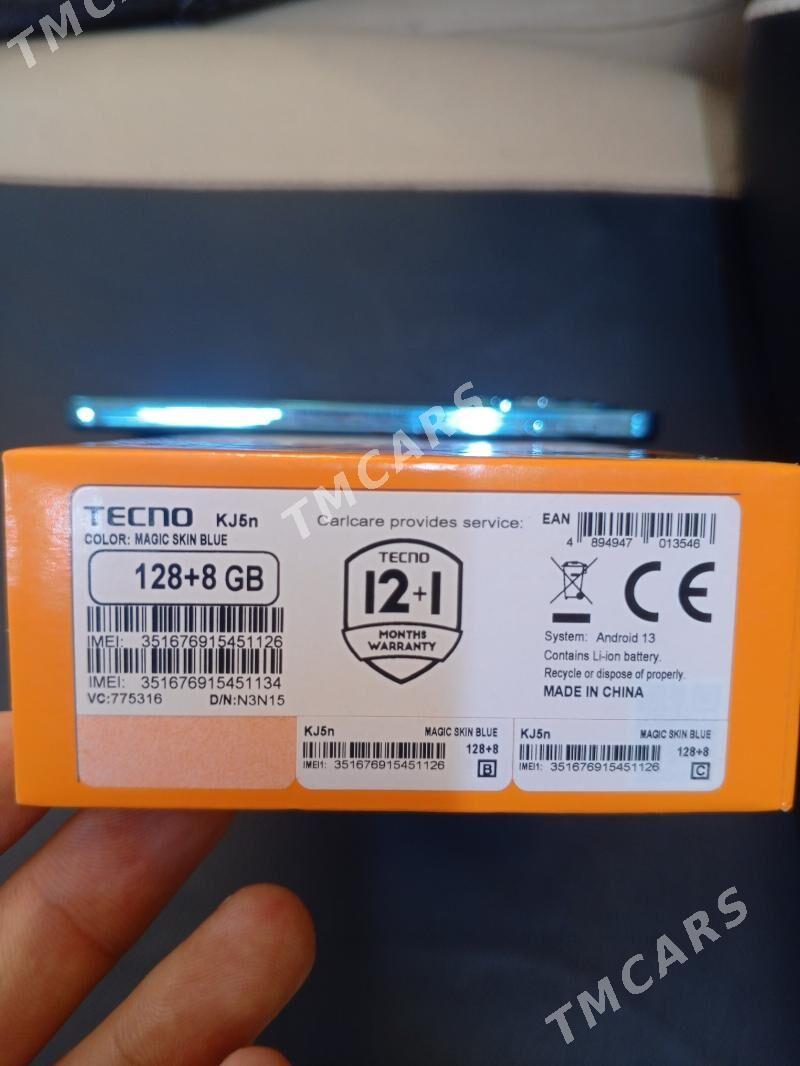 TMCARS
TECNO KJ5n
COLOR: MAGIC SKIN BLUE
128+8 GB
IMEI: 351676915451126
IMEI: 351676915451134
VC:775316 D/N:N3N15
Carlcare provides service:
TECNO
12+1
MONTHS
WARRANTY
EAN
4 894947 013546
CE
System: Android 13
Contains Li-ion battery.
Recycle or dispose of properly.
MADE IN CHINA
KJ5n MAGIC SKIN BLUE
128+8
IMEI1: 351676915451126
B
KJ5n MAGIC SKIN BLUE
128+8
IMEI1: 351676915451126
C
TMCARS
TMCARS